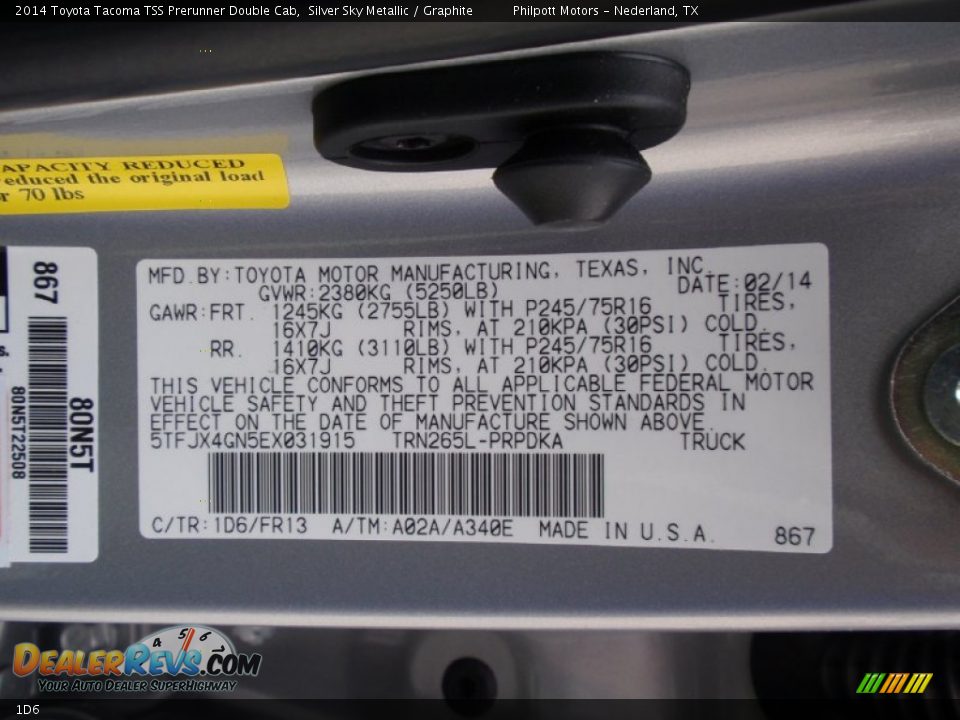 2014 Toyota Tacoma TSS Prerunner Double Cab, Silver Sky Metallic / Graphite Philpott Motors - Nederland, TX
APACITY REDUCED
educed the original load
r 70 lbs
867
80N5T
80N5T22508
s.
MFD.BY:TOYOTA MOTOR MANUFACTURING, TEXAS, INC.
GVWR:2380KG (5250LB) DATE:02/14
GAWR:FRT. 1245KG (2755LB) WITH P245/75R16 TIRES,
16X7J RIMS, AT 210KPA (30PSI) COLD.
RR. 1410KG (3110LB) WITH P245/75R16 TIRES,
16X7J RIMS, AT 210KPA (30PSI) COLD.
THIS VEHICLE CONFORMS TO ALL APPLICABLE FEDERAL MOTOR
VEHICLE SAFETY AND THEFT PREVENTION STANDARDS IN
EFFECT ON THE DATE OF MANUFACTURE SHOWN ABOVE.
5TFJX4GN5EX031915 TRN265L-PRPDKA TRUCK
C/TR:1D6/FR13 A/TM:A02A/A340E MADE IN U.S.A. 867
4 5 6
DEALERREVS.COM
YOUR AUTO DEALER SUPERHIGHWAY
1D6